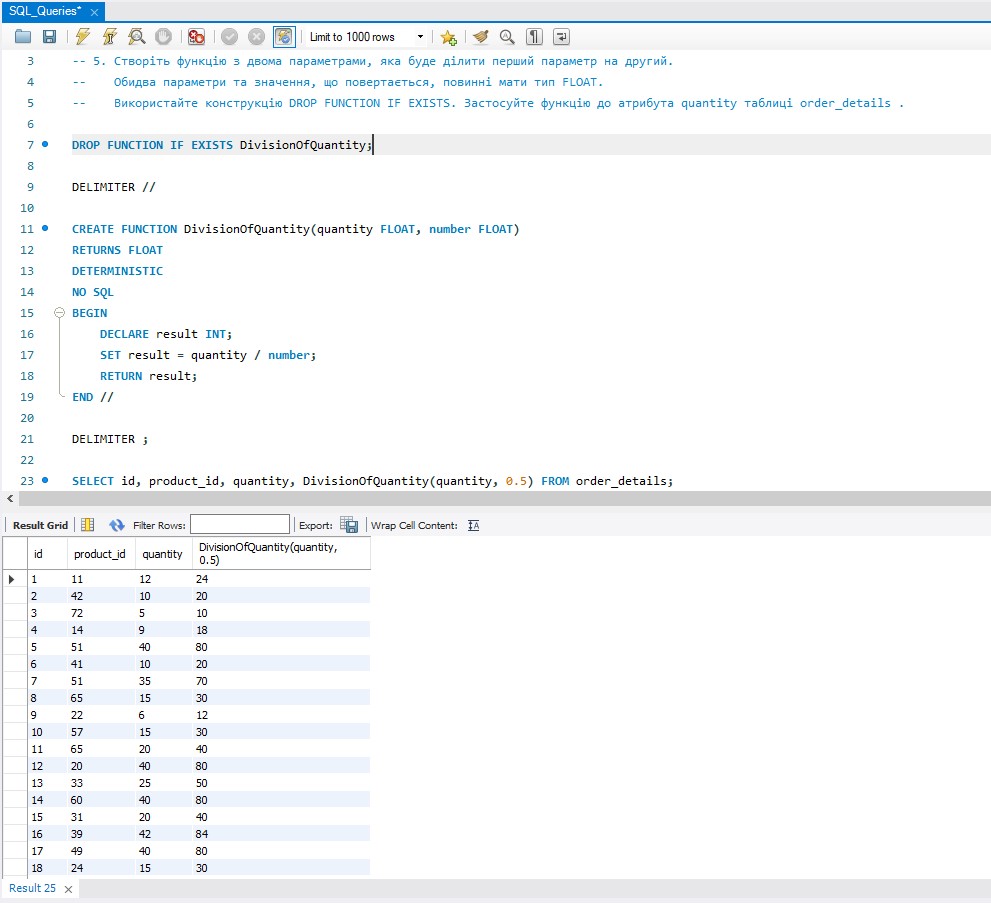 SQL_Queries*
Limit to 1000 rows
3 -- 5. Створіть функцію з двома параметрами, яка буде ділити перший параметр на другий.
4 -- Обидва параметри та значення, що повертається, повинні мати тип FLOAT.
5 -- Використайте конструкцію DROP FUNCTION IF EXISTS. Застосуйте функцію до атрибута quantity таблиці order_details .
6
7 DROP FUNCTION IF EXISTS DivisionOfQuantity;
8
9 DELIMITER //
10
11 CREATE FUNCTION DivisionOfQuantity(quantity FLOAT, number FLOAT)
12 RETURNS FLOAT
13 DETERMINISTIC
14 NO SQL
15 BEGIN
16 DECLARE result INT;
17 SET result = quantity / number;
18 RETURN result;
19 END //
20
21 DELIMITER ;
22
23 SELECT id, product_id, quantity, DivisionOfQuantity(quantity, 0.5) FROM order_details;
Result Grid Filter Rows: Export: Wrap Cell Content:
id product_id quantity DivisionOfQuantity(quantity,
0.5)
1 11 12 24
2 42 10 20
3 72 5 10
4 14 9 18
5 51 40 80
6 41 10 20
7 51 35 70
8 65 15 30
9 22 6 12
10 57 15 30
11 65 20 40
12 20 40 80
13 33 25 50
14 60 40 80
15 31 20 40
16 39 42 84
17 49 40 80
18 24 15 30
Result 25